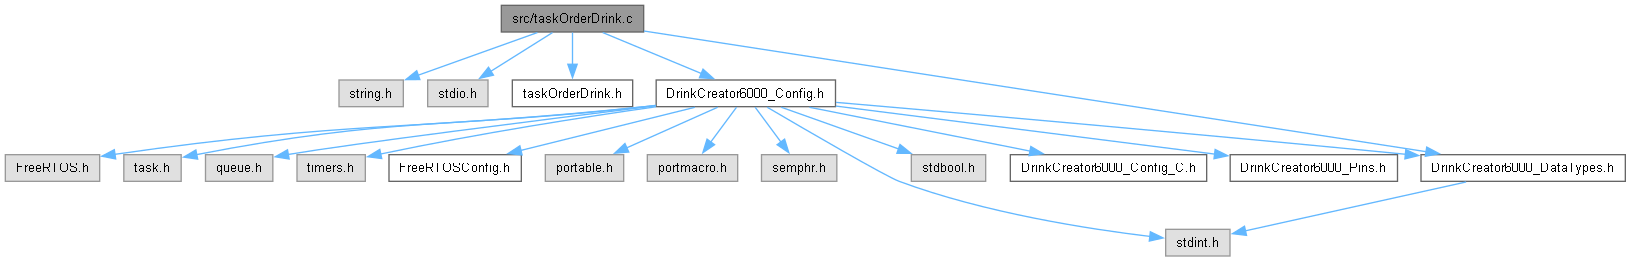 src/taskOrderDrink.c
string.h
stdio.h
taskOrderDrink.h
DrinkCreator6000_Config.h
FreeRTOS.h
task.h
queue.h
timers.h
FreeRTOSConfig.h
portable.h
portmacro.h
semphr.h
stdbool.h
DrinkCreator6000_Config_C.h
DrinkCreator6000_Pins.h
DrinkCreator6000_DataTypes.h
stdint.h